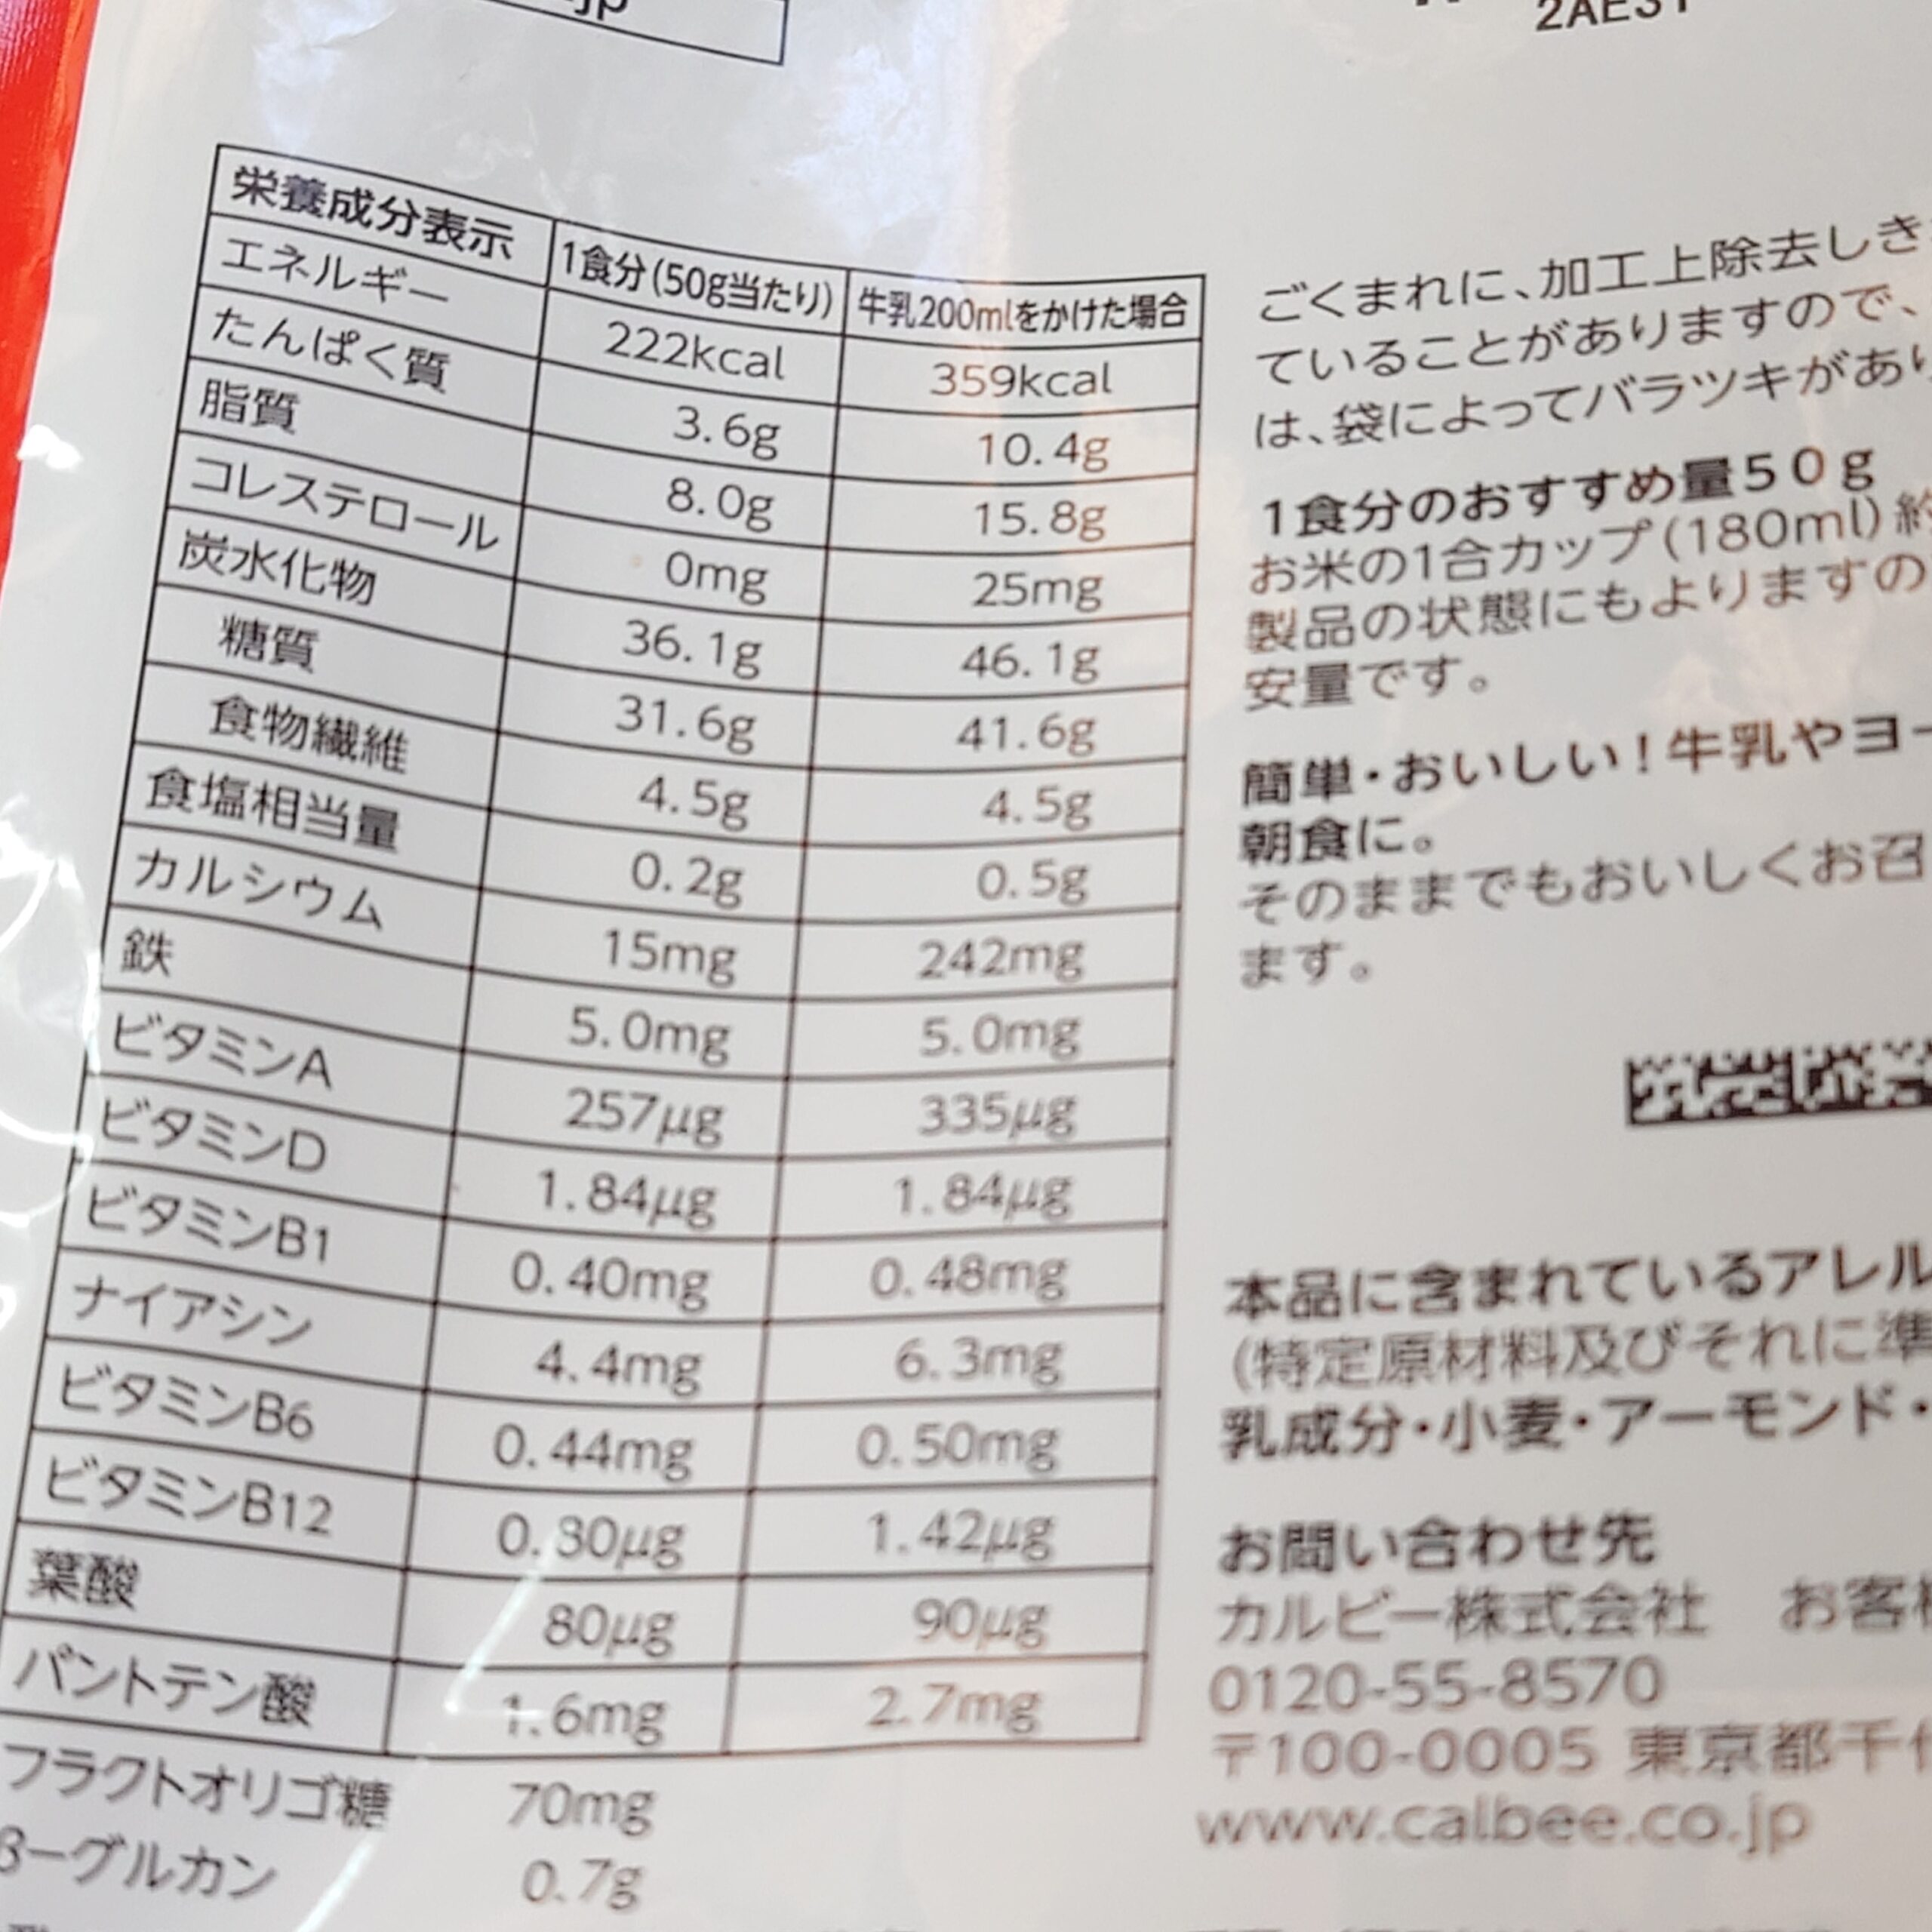 .jp
2AE31
栄養成分表示 1食分(50g当たり) 牛乳200mlをかけた場合
エネルギー 222kcal 359kcal
たんぱく質 3.6g 10.4g
脂質 8.0g 15.8g
コレステロール 0mg 25mg
炭水化物 36.1g 46.1g
糖質 31.6g 41.6g
食物繊維 4.5g 4.5g
食塩相当量 0.2g 0.5g
カルシウム 15mg 242mg
鉄 5.0mg 5.0mg
ビタミンA 257μg 335μg
ビタミンD 1.84μg 1.84μg
ビタミンB1 0.40mg 0.48mg
ナイアシン 4.4mg 6.3mg
ビタミンB6 0.44mg 0.50mg
ビタミンB12 0.80μg 1.42μg
葉酸 80μg 90μg
パントテン酸 1.6mg 2.7mg
フラクトオリゴ糖 70mg
β－グルカン 0.7g
ごくまれに、加工上除去しき
ていることがありますので、
は、袋によってバラツキがあり
1食分のおすすめ量50g
お米の1合カップ(180ml)約
製品の状態にもよりますの
安量です。
簡単・おいしい！牛乳やヨー
朝食に。
そのままでもおいしくお召
ます。
本品に含まれているアレル
(特定原材料及びそれに準
乳成分・小麦・アーモンド・
お問い合わせ先
カルビー株式会社 お客様
0120-55-8570
〒100-0005 東京都千代
www.calbee.co.jp